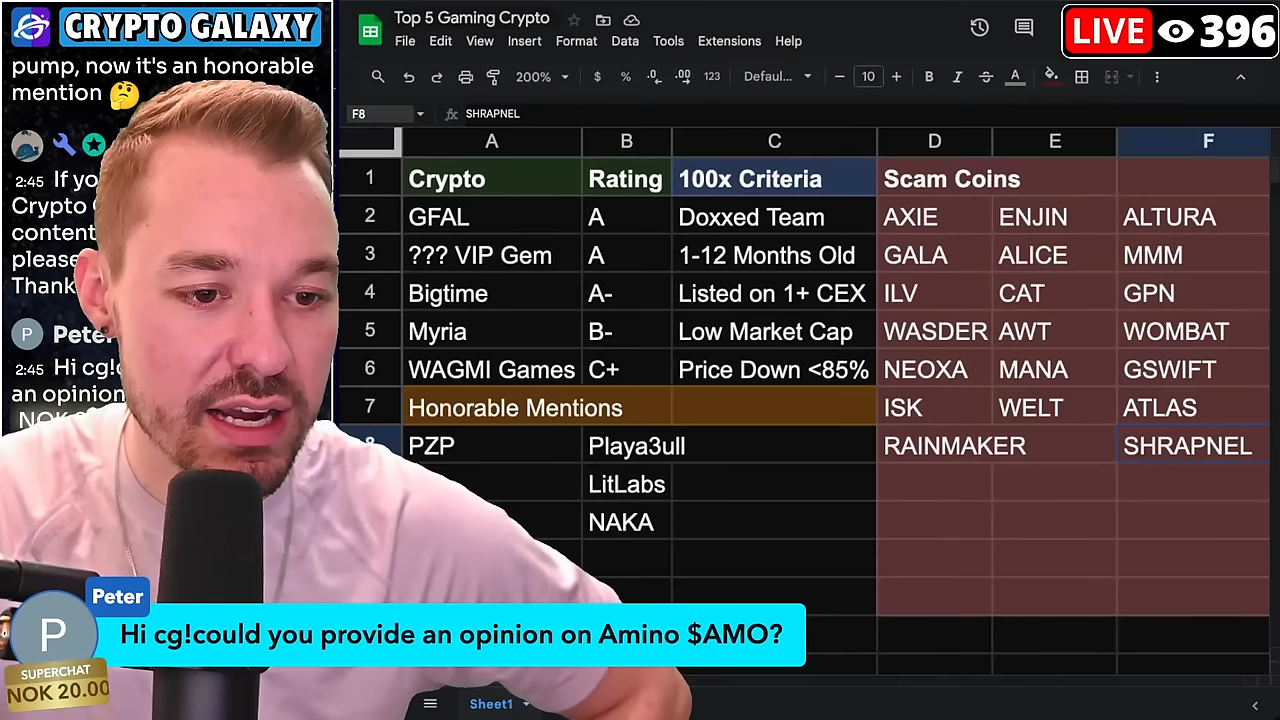 CRYPTO GALAXY
pump, now it's an honorable
mention 🤔
2:45 If yo
Crypto
content
please
Thank
P Peter
2:45 Hi cg!c
an opinion
NOK
Top 5 Gaming Crypto
File Edit View Insert Format Data Tools Extensions Help
200% $ % .0 .00 123 Defaul... − 10 + B I S A
F8 fx SHRAPNEL
LIVE 396
A B C D E F
1 Crypto Rating 100x Criteria Scam Coins
2 GFAL A Doxxed Team AXIE ENJIN ALTURA
3 ??? VIP Gem A 1-12 Months Old GALA ALICE MMM
4 Bigtime A- Listed on 1+ CEX ILV CAT GPN
5 Myria B- Low Market Cap WASDER AWT WOMBAT
6 WAGMI Games C+ Price Down <85% NEOXA MANA GSWIFT
7 Honorable Mentions ISK WELT ATLAS
8 PZP Playa3ull RAINMAKER SHRAPNEL
LitLabs
NAKA
Peter
P Hi cg!could you provide an opinion on Amino $AMO?
SUPERCHAT
NOK 20.00
Sheet1